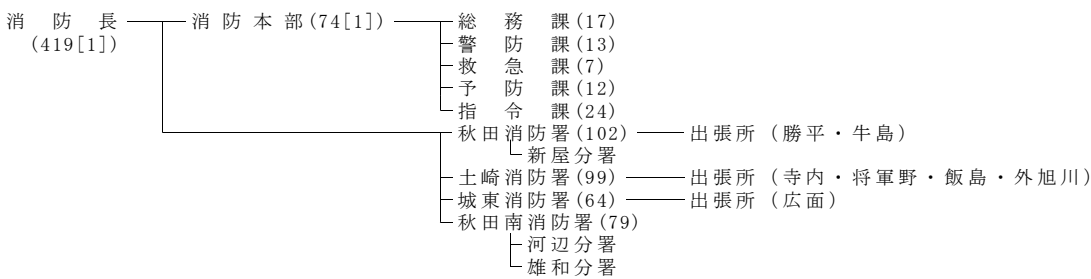 消防長 消防本部(74[1]) 総務課(17)
(419[1]) 警防課(13)
救急課(7)
予防課(12)
指令課(24)
秋田消防署(102) 出張所（勝平・牛島）
新屋分署
土崎消防署(99) 出張所（寺内・将軍野・飯島・外旭川）
城東消防署(64) 出張所（広面）
秋田南消防署(79)
河辺分署
雄和分署